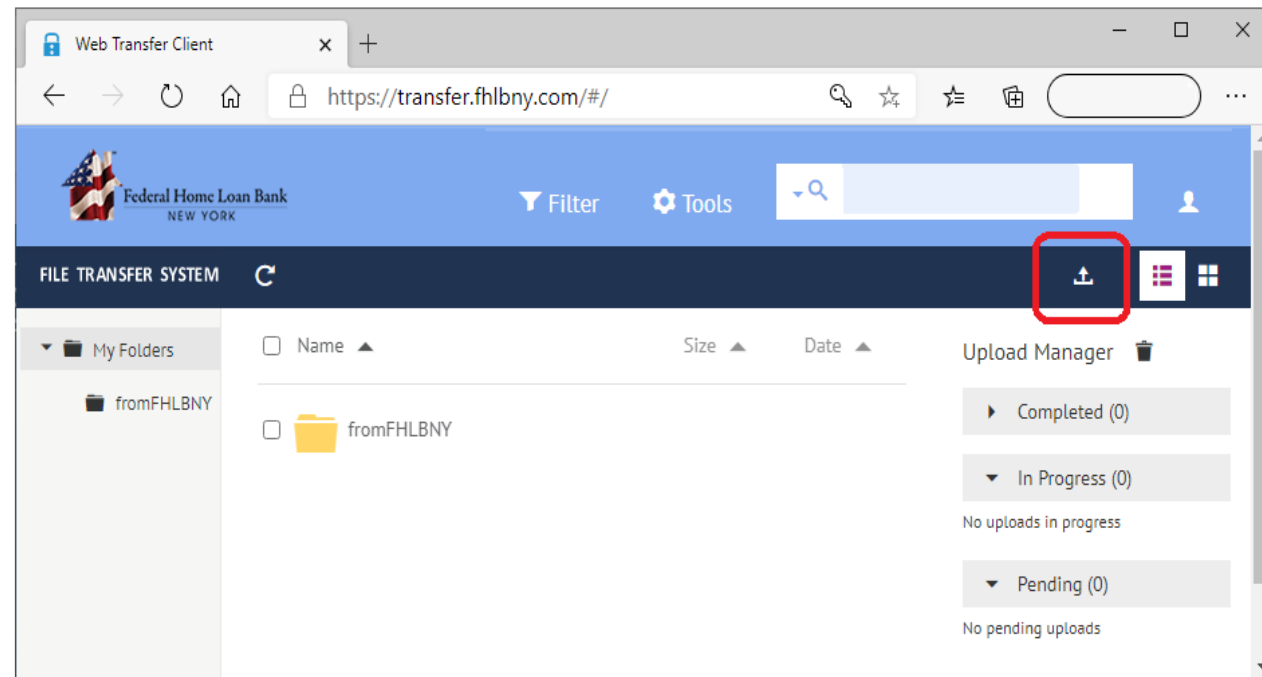 Web Transfer Client
https://transfer.fhlbny.com/#/
Federal Home Loan Bank
NEW YORK
Filter
Tools
FILE TRANSFER SYSTEM
My Folders
fromFHLBNY
Name
Size
Date
fromFHLBNY
Upload Manager
Completed (0)
In Progress (0)
No uploads in progress
Pending (0)
No pending uploads